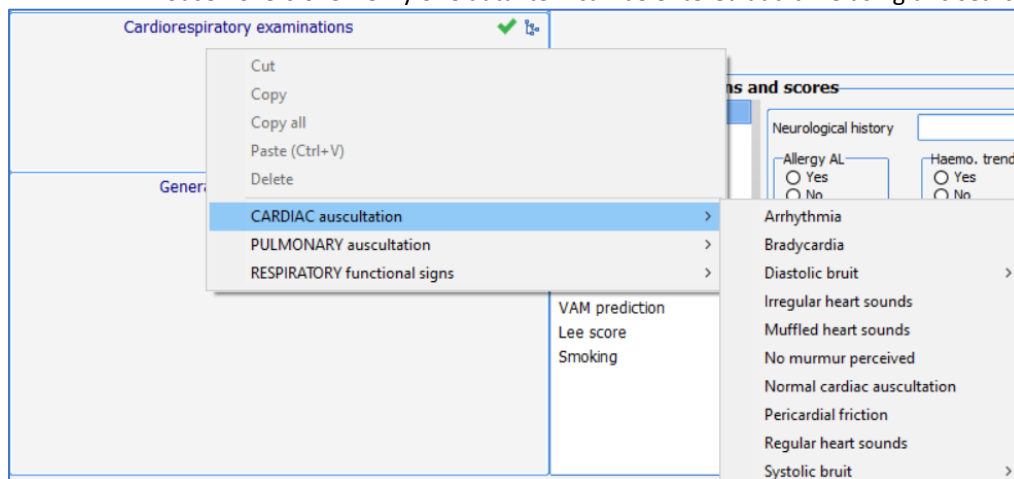 Cardiorespiratory examinations
Cut
Copy
Copy all
Paste (Ctrl+V)
Delete
CARDIAC auscultation
PULMONARY auscultation
RESPIRATORY functional signs
and scores
Neurological history
Allergy AL
Yes
No
Haemo. trend
Yes
No
VAM prediction
Lee score
Smoking
Arrhythmia
Bradycardia
Diastolic bruit
Irregular heart sounds
Muffled heart sounds
No murmur perceived
Normal cardiac auscultation
Pericardial friction
Regular heart sounds
Systolic bruit